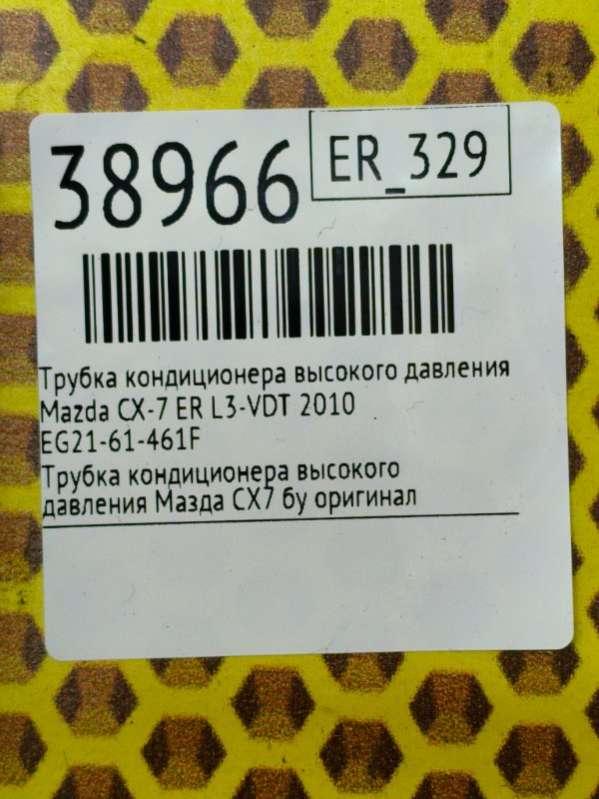 38966
ER_329
Трубка кондиционера высокого давления
Mazda CX-7 ER L3-VDT 2010
EG21-61-461F
Трубка кондиционера высокого
давления Мазда СХ7 бу оригинал